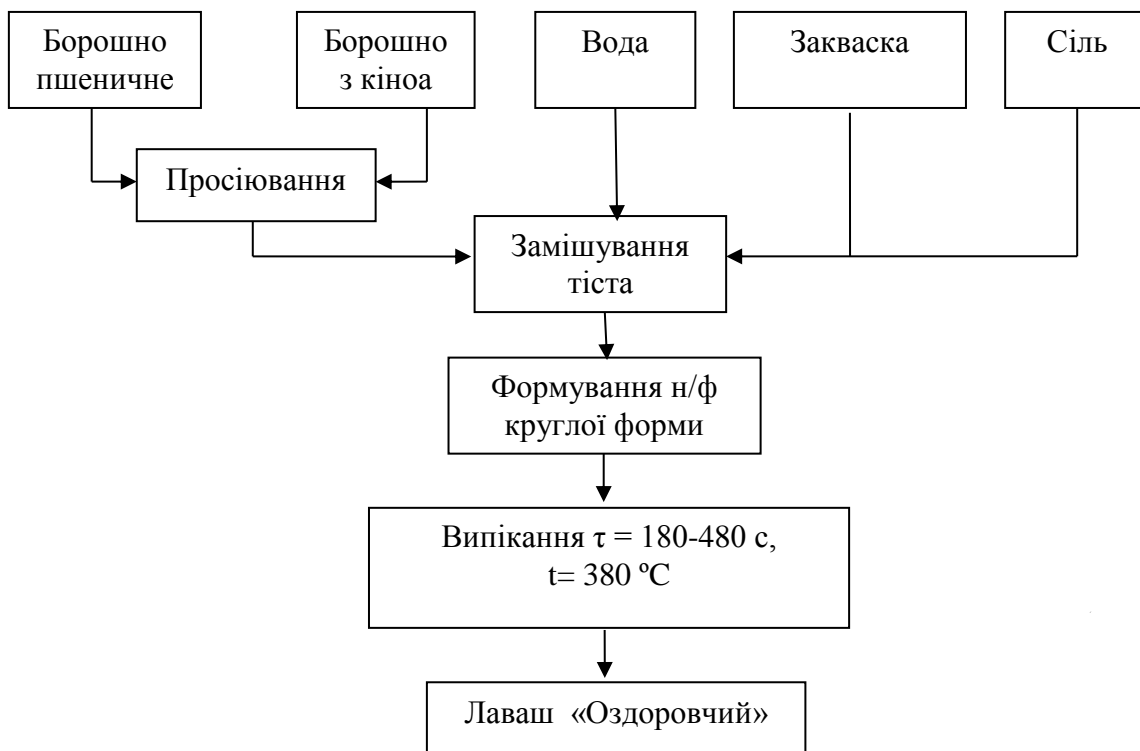 Борошно
пшеничне
Борошно
з кіноа
Вода
Закваска
Сіль
Просіювання
Замішування
тіста
Формування н/ф
круглої форми
Випікання τ = 180-480 с,
t= 380 ºС
Лаваш «Оздоровчий»